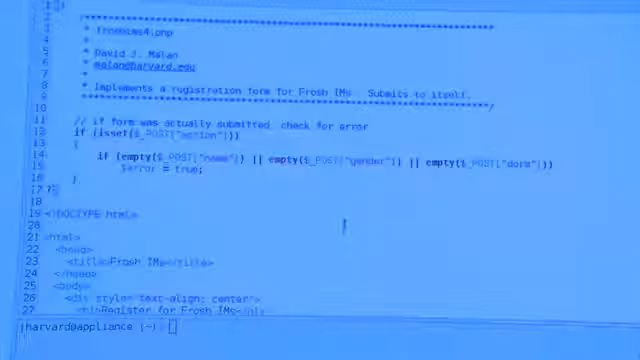 1
2 /***************************************************************
3 * froshims4.php
4 *
5 * David J. Malan
6 * malan@harvard.edu
7 *
8 * Implements a registration form for Frosh IMs. Submits to itself.
9 ***************************************************************/
10
11 // if form was actually submitted, check for error
12 if (isset($_POST["action"]))
13 {
14 if (empty($_POST["name"]) || empty($_POST["gender"]) || empty($_POST["dorm"]))
15 $error = true;
16 }
17 ?>
18
19 <!DOCTYPE html>
20
21 <html>
22 <head>
23 <title>Frosh IMs</title>
24 </head>
25 <body>
26 <div style="text-align: center">
27 <h1>Register for Frosh IMs</h1>
jharvard@appliance (~):